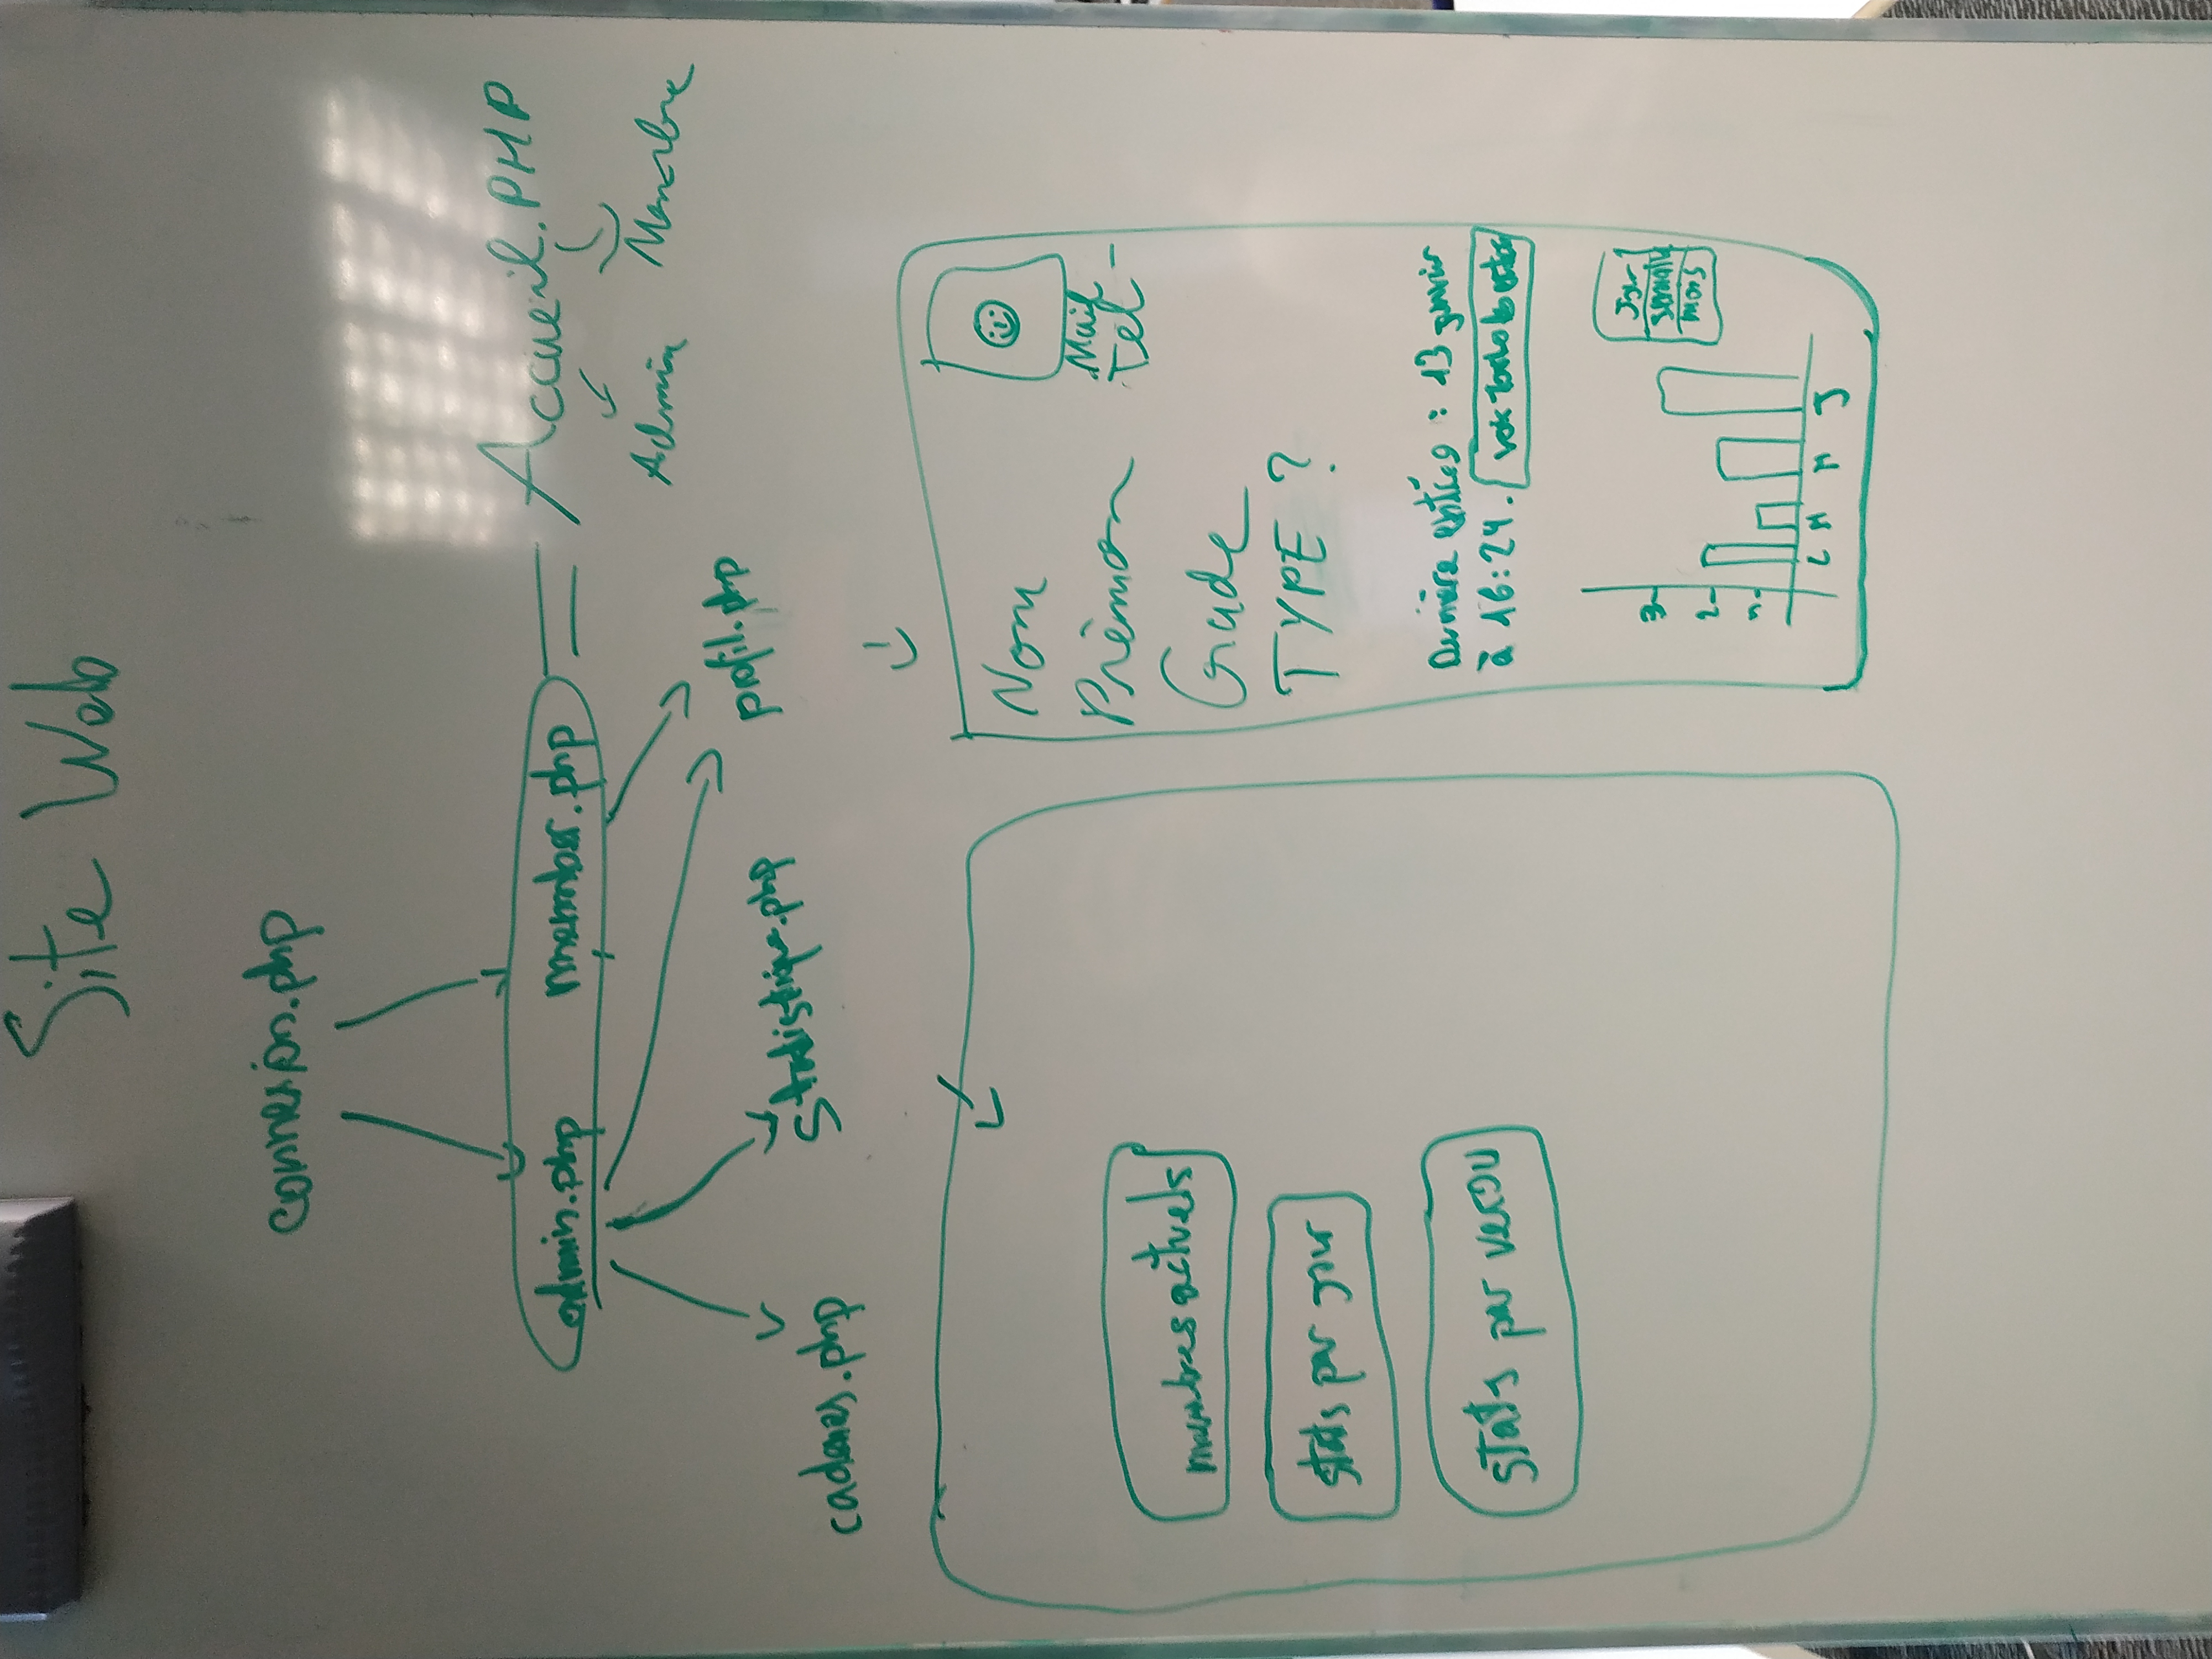 Site Web
connexion.php
admin.php member.php
Accueil.PHP
Admin Membre
cadenas.php
Statistique.php
profil.php
membres actuels
stats par jour
stats par verrou
Nom
Prénom
Mail
Tel
Grade
TYPE ?
Dernière entrée : 13 janvier
à 16:24. voir toutes les entrées
Jour
semaine
mois
3
2
1
L M M J